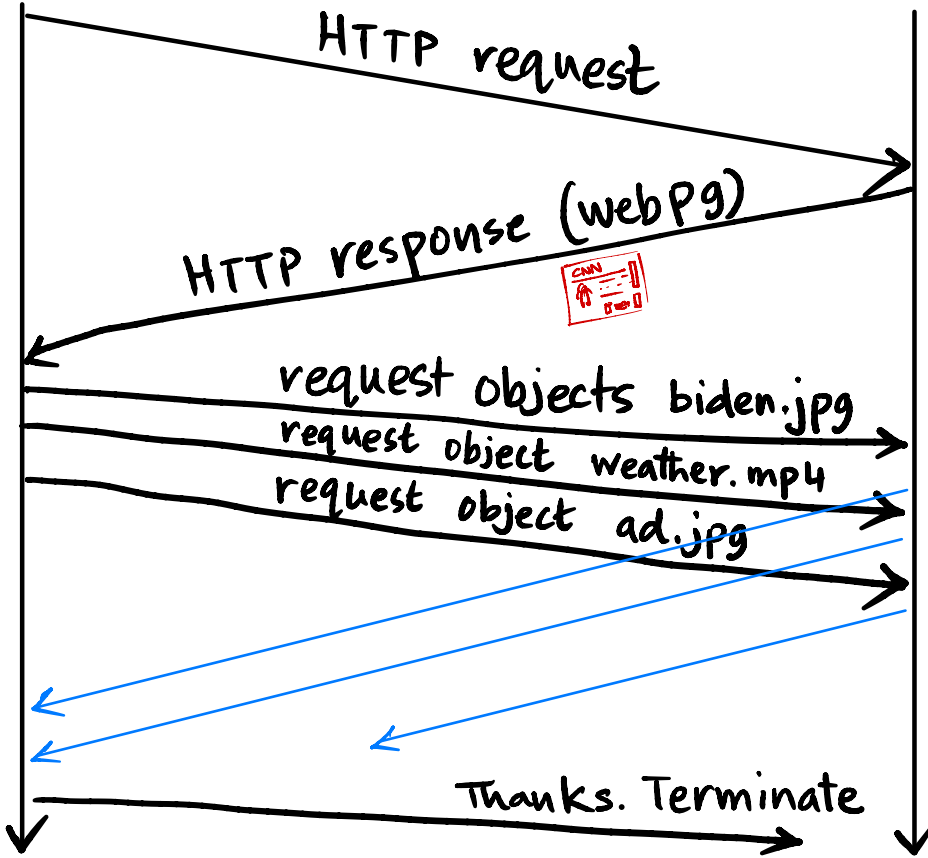 HTTP request
HTTP response (webpg)
CNN
request objects biden.jpg
request object weather.mp4
request object ad.jpg
Thanks. Terminate